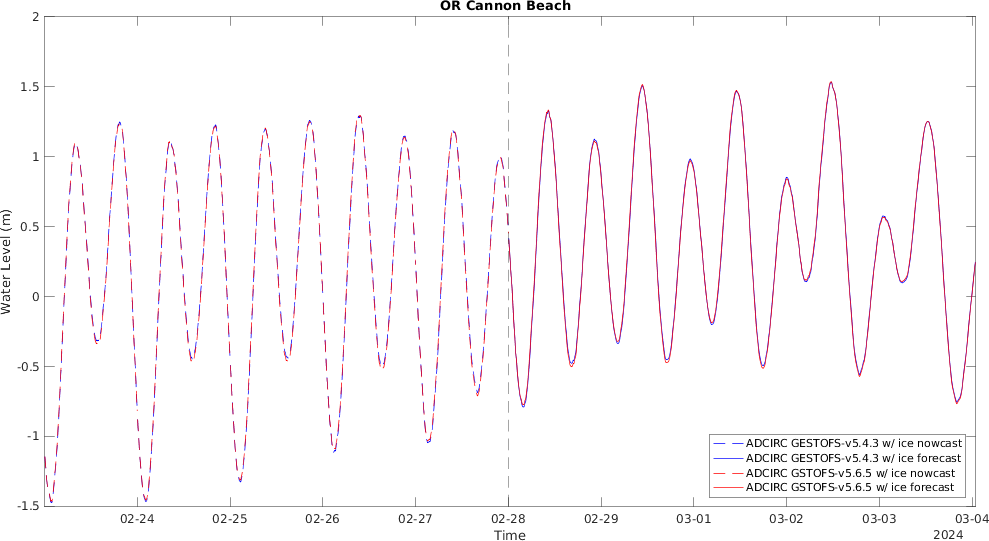 OR Cannon Beach
2
1.5
1
0.5
0
-0.5
-1
-1.5
Water Level (m)
ADCIRC GESTOFS-v5.4.3 w/ ice nowcast
ADCIRC GESTOFS-v5.4.3 w/ ice forecast
ADCIRC GSTOFS-v5.6.5 w/ ice nowcast
ADCIRC GSTOFS-v5.6.5 w/ ice forecast
02-24 02-25 02-26 02-27 02-28 02-29 03-01 03-02 03-03 03-04
Time
2024